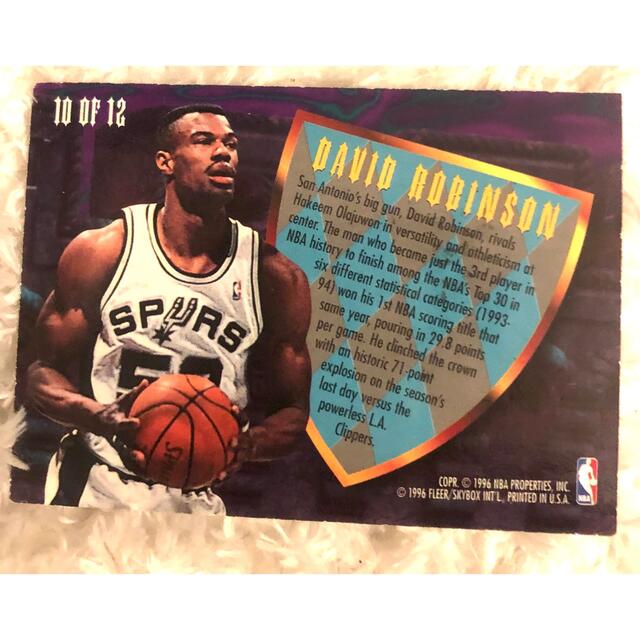 10 OF 12
DAVID ROBINSON
San Antonio's big gun, David Robinson, rivals
Hakeem Olajuwon in versatility and athleticism at
center. The man who became just the 3rd player in
NBA history to finish among the NBA's Top 30 in
six different statistical categories (1993-
94) won his 1st NBA scoring title that
same year, pouring in 29.8 points
per game. He clinched the crown
with an historic 71-point
explosion on the season's
last day versus the
powerless L.A.
Clippers.
SPURS
50
COPR. © 1996 NBA PROPERTIES, INC.
© 1996 FLEER/SKYBOX INT'L, PRINTED IN U.S.A.
NBA